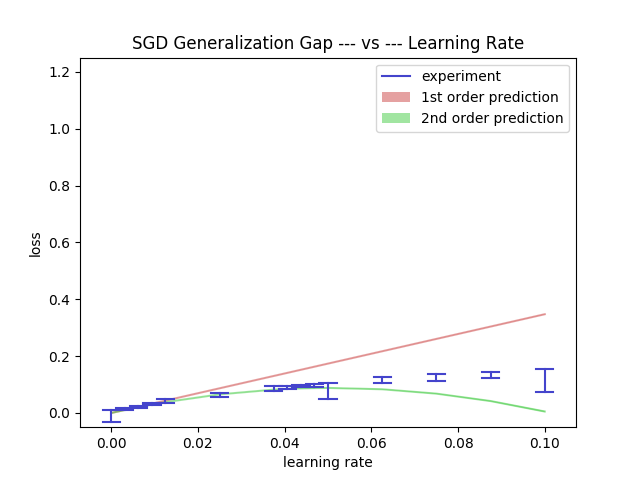 SGD Generalization Gap --- vs --- Learning Rate
experiment
1st order prediction
2nd order prediction
1.2
1.0
0.8
0.6
0.4
0.2
0.0
loss
0.00 0.02 0.04 0.06 0.08 0.10
learning rate